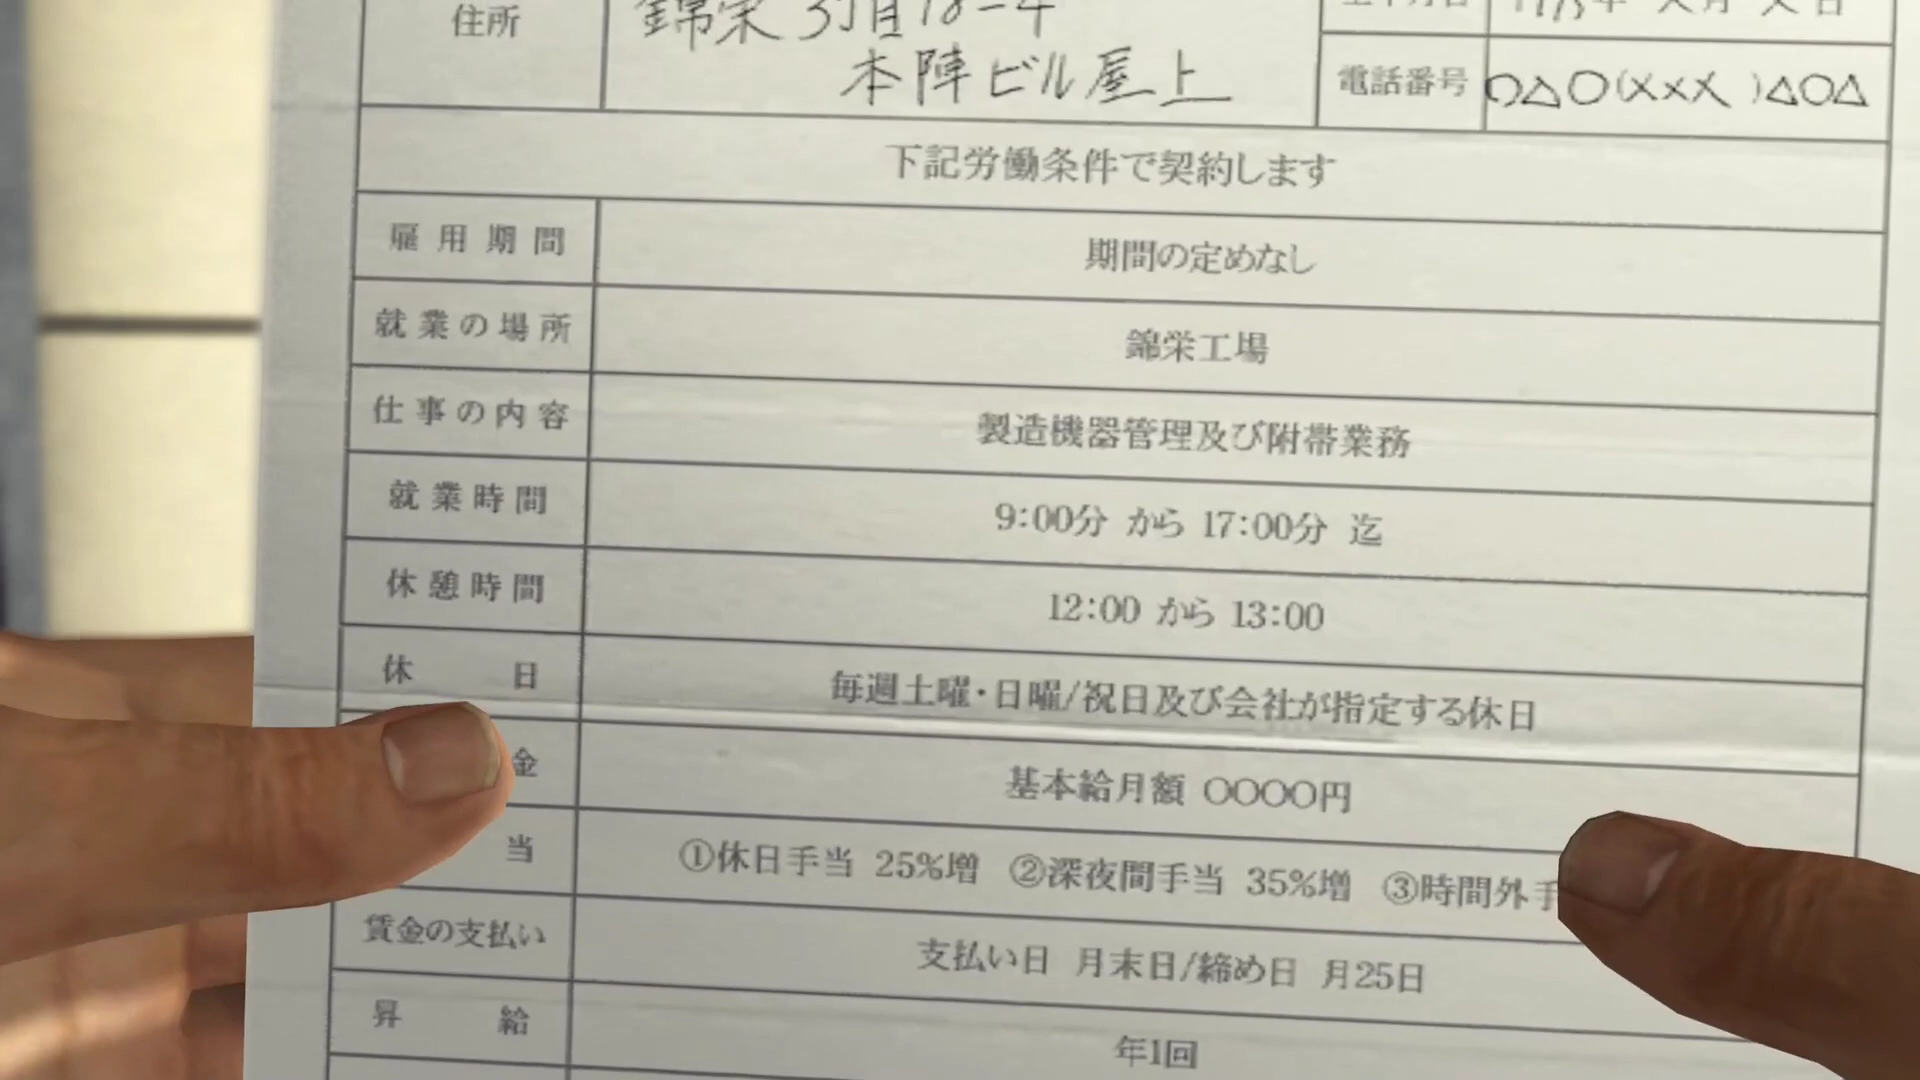 住所
錦栄 3丁目18-4
本陣ビル屋上
電話番号
○△○(×××)△○△
下記労働条件で契約します
雇用期間
期間の定めなし
就業の場所
錦栄工場
仕事の内容
製造機器管理及び附帯業務
就業時間
9:00分 から 17:00分 迄
休憩時間
12:00 から 13:00
休日
毎週土曜・日曜/祝日及び会社が指定する休日
金
基本給月額 〇〇〇〇円
当
①休日手当 25%増 ②深夜間手当 35%増 ③時間外手
賃金の支払い
支払い日 月末日/締め日 月25日
昇給
年1回